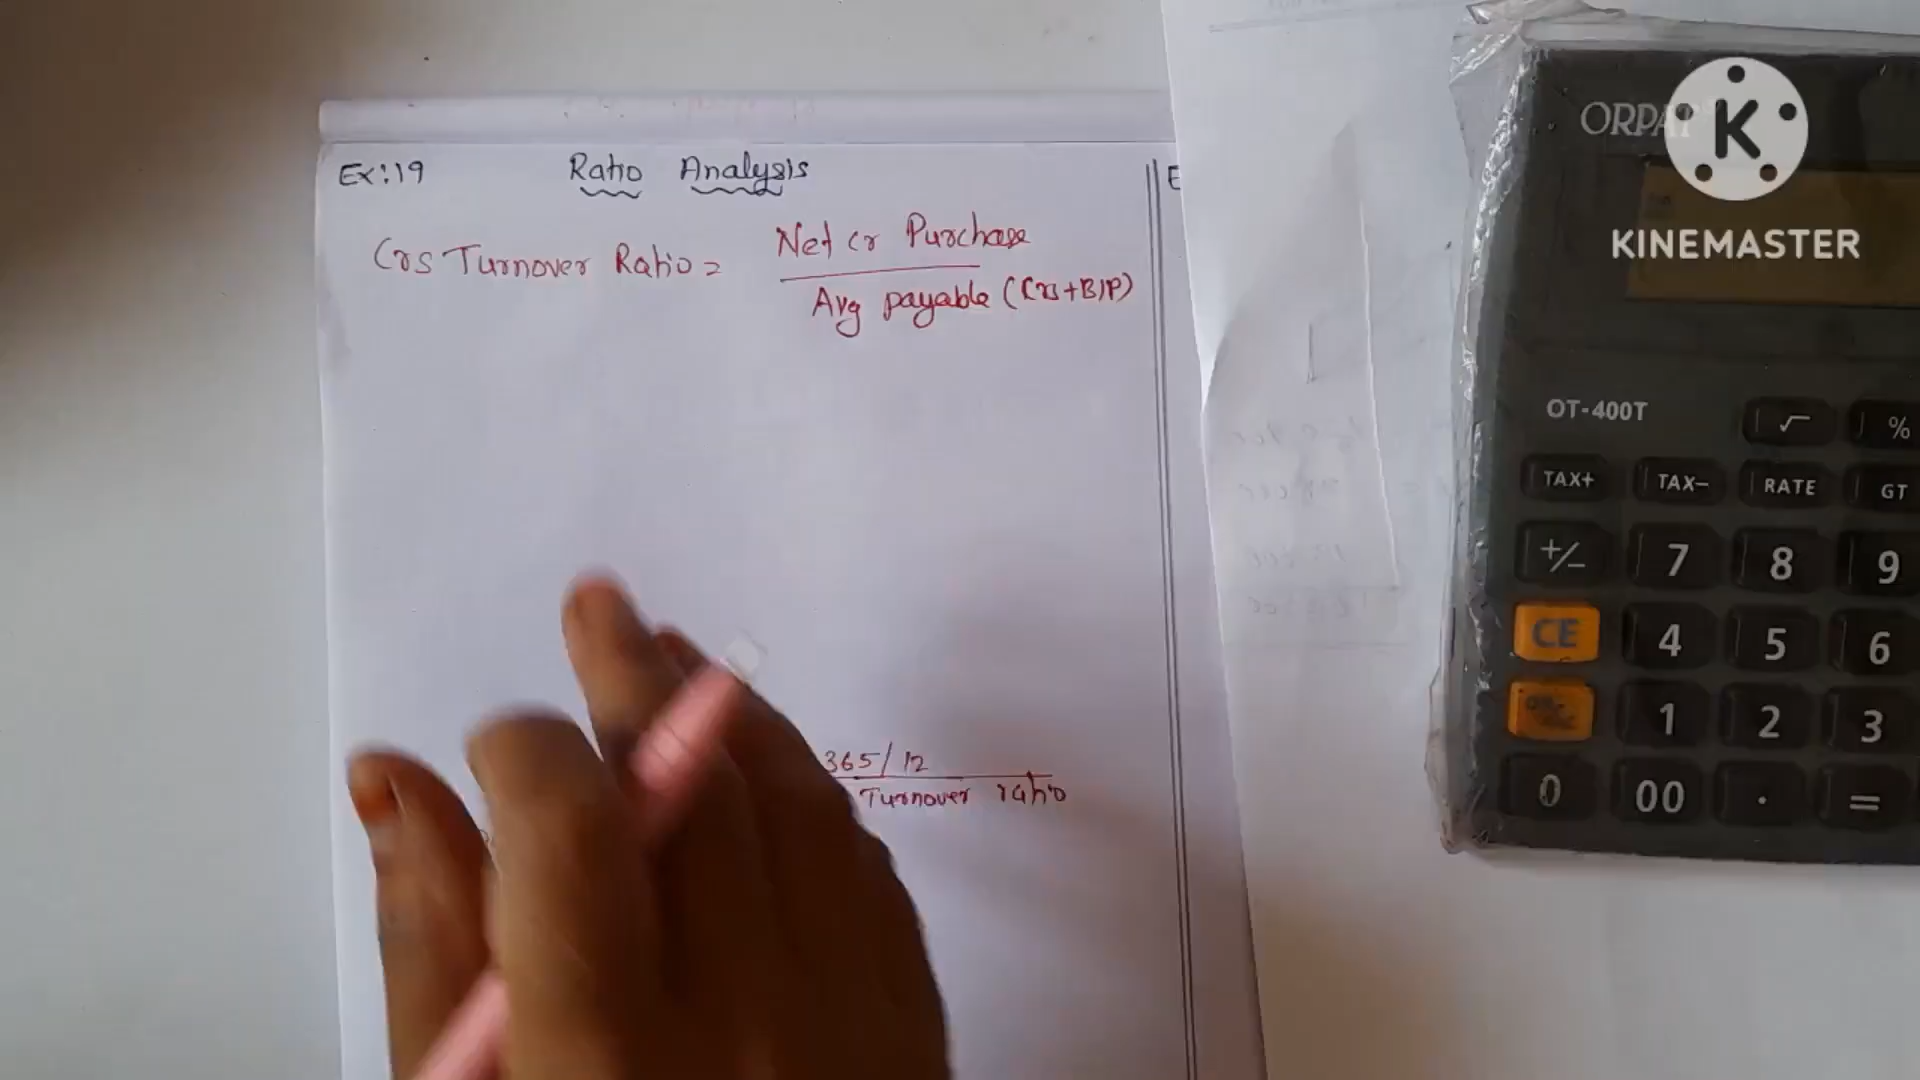 Ex:19 Ratio Analysis
Crs Turnover Ratio = Net cr Purchase
Avg payable (Crs+B/P)
365/12
Turnover ratio
ORPAT
K
KINEMASTER
OT-400T
√ %
TAX+ TAX− RATE GT
+/− 7 8 9
CE 4 5 6
1 2 3
0 00 . =